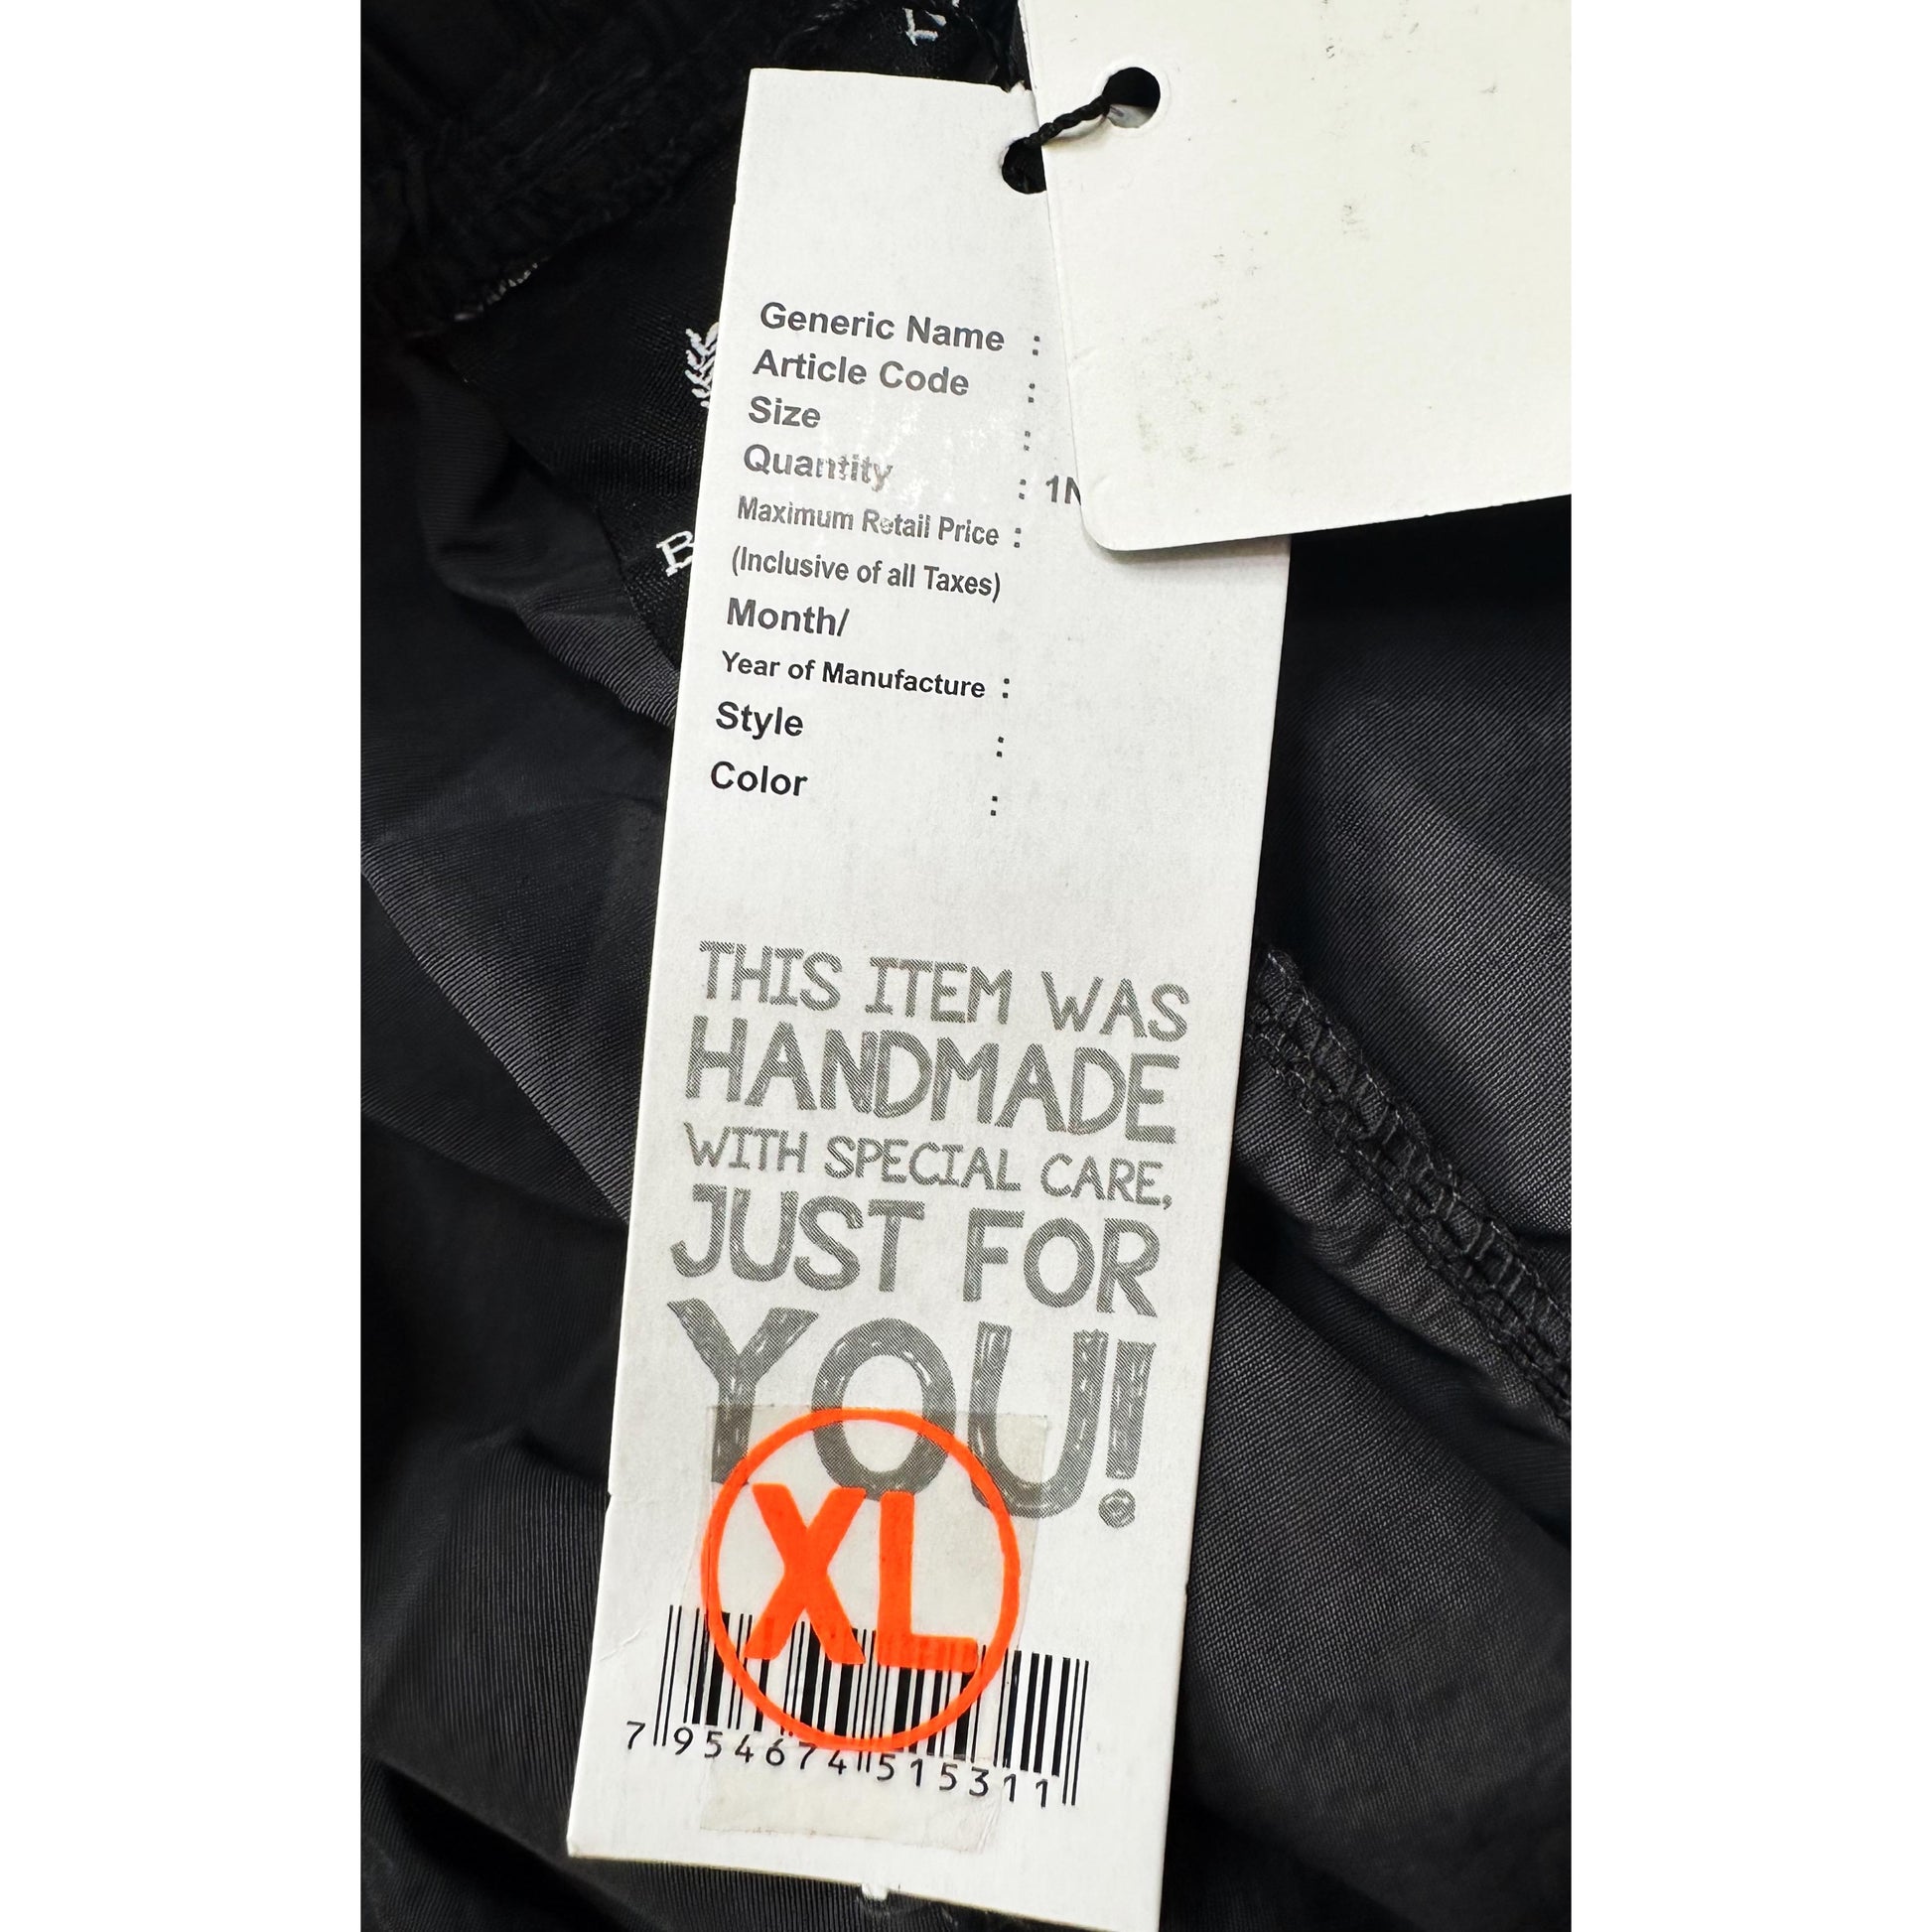 Generic Name :
Article Code :
Size :
Quantity : 1N
Maximum Retail Price :
(Inclusive of all Taxes)
Month/
Year of Manufacture :
Style :
Color :
THIS ITEM WAS
HANDMADE
WITH SPECIAL CARE,
JUST FOR
YOU!
XL
7 954674 515311
B